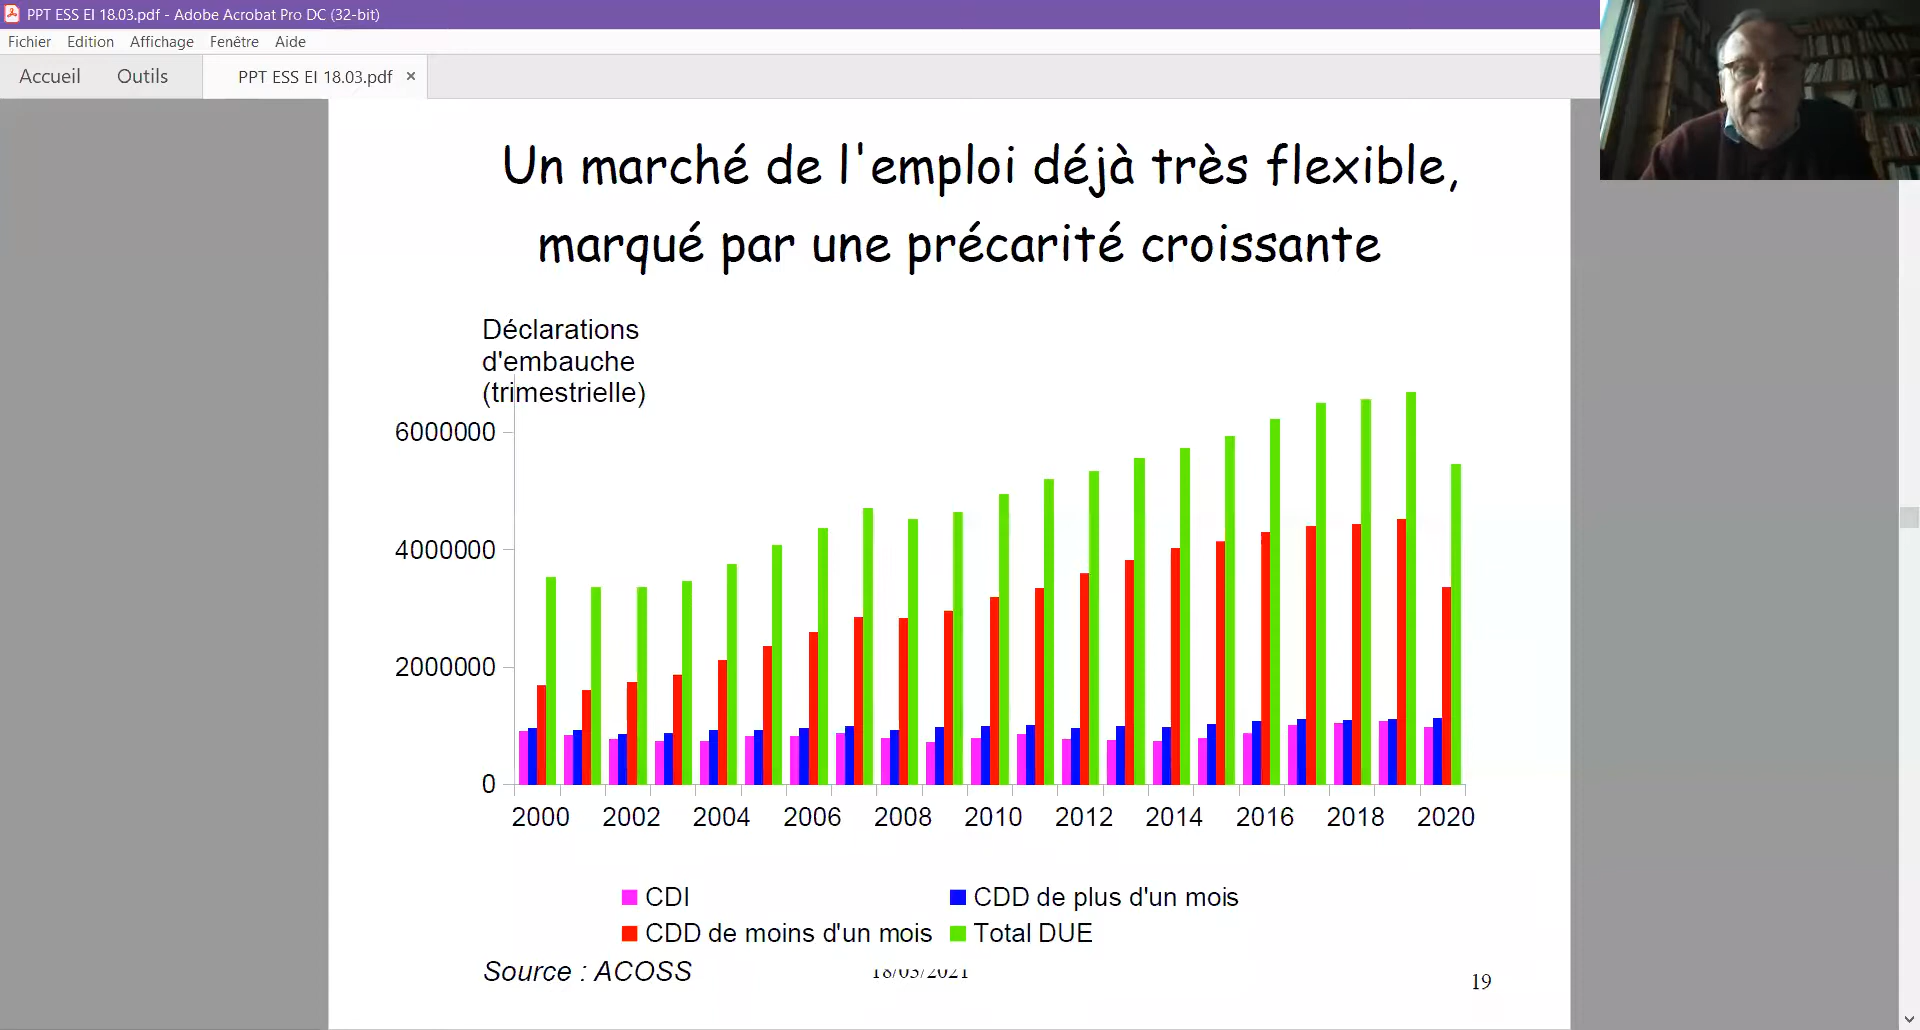 PPT ESS EI 18.03.pdf - Adobe Acrobat Pro DC (32-bit)
Fichier Edition Affichage Fenêtre Aide
Accueil Outils PPT ESS EI 18.03.pdf ×
Un marché de l'emploi déjà très flexible,
marqué par une précarité croissante
Déclarations
d'embauche
(trimestrielle)
6000000
4000000
2000000
0
2000 2002 2004 2006 2008 2010 2012 2014 2016 2018 2020
CDI CDD de plus d'un mois
CDD de moins d'un mois Total DUE
Source : ACOSS 18/03/2021
19